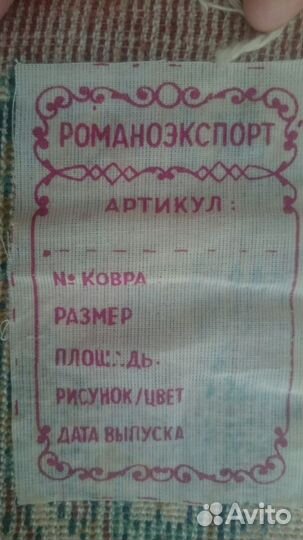 РОМАНОЭКСПОРТ
АРТИКУЛ:
№ КОВРА
РАЗМЕР
ПЛОЩАДЬ
РИСУНОК/ЦВЕТ
ДАТА ВЫПУСКА
Avito